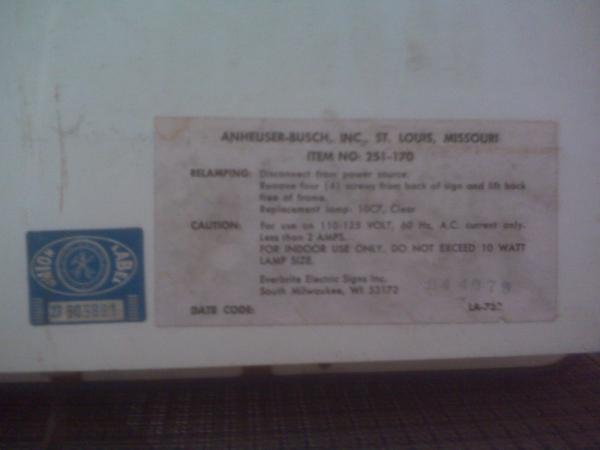 ANHEUSER-BUSCH, INC., ST. LOUIS, MISSOURI
ITEM NO: 251-170
RELAMPING: Disconnect from power source.
Remove four (4) screws from back of sign and lift back
free of frame.
Replacement lamp: 10C7, Clear
CAUTION: For use on 110-125 VOLT, 60 Hz, A.C. current only.
Less than 2 AMPS.
FOR INDOOR USE ONLY. DO NOT EXCEED 10 WATT
LAMP SIZE.
Everbrite Electric Signs Inc.
South Milwaukee, WI 53172
DATE CODE:
UNION LABEL